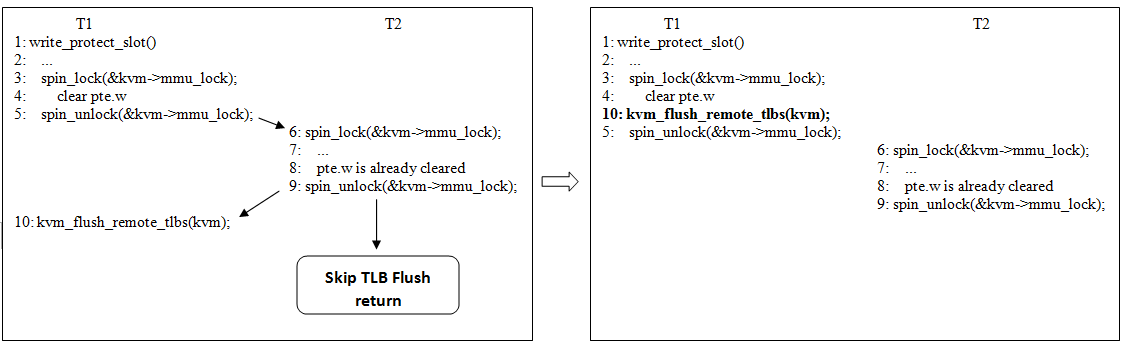 T1 T2
1: write_protect_slot()
2: ...
3: spin_lock(&kvm->mmu_lock);
4: clear pte.w
5: spin_unlock(&kvm->mmu_lock);
6: spin_lock(&kvm->mmu_lock);
7: ...
8: pte.w is already cleared
9: spin_unlock(&kvm->mmu_lock);
10: kvm_flush_remote_tlbs(kvm);
Skip TLB Flush
return
T1 T2
1: write_protect_slot()
2: ...
3: spin_lock(&kvm->mmu_lock);
4: clear pte.w
10: kvm_flush_remote_tlbs(kvm);
5: spin_unlock(&kvm->mmu_lock);
6: spin_lock(&kvm->mmu_lock);
7: ...
8: pte.w is already cleared
9: spin_unlock(&kvm->mmu_lock);